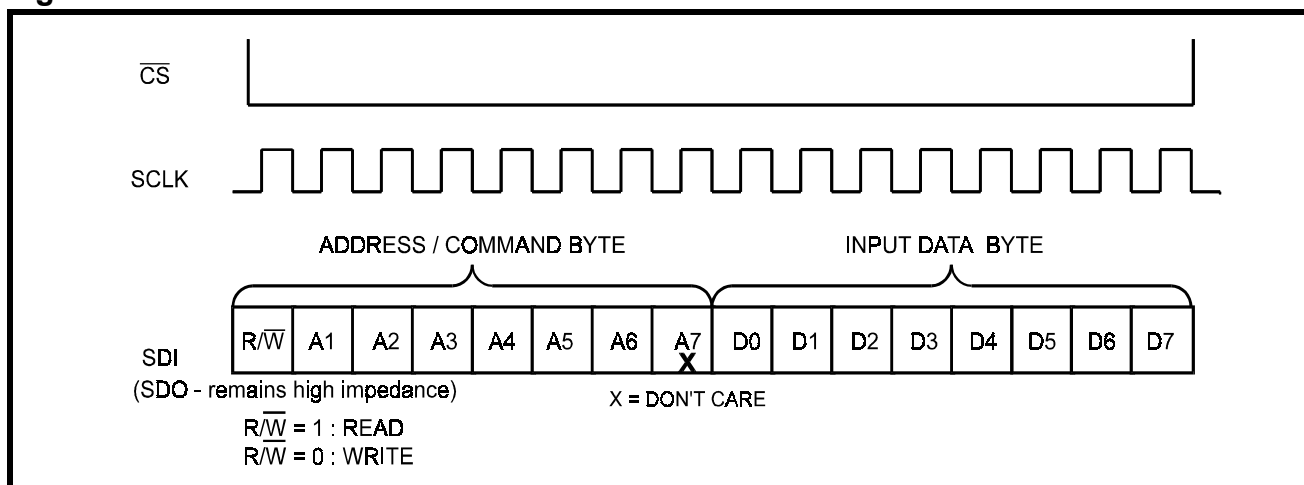 CS
SCLK
ADDRESS / COMMAND BYTE
INPUT DATA BYTE
R/W A1 A2 A3 A4 A5 A6 A7 D0 D1 D2 D3 D4 D5 D6 D7
X
SDI
(SDO - remains high impedance)
X = DON'T CARE
R/W = 1 : READ
R/W = 0 : WRITE